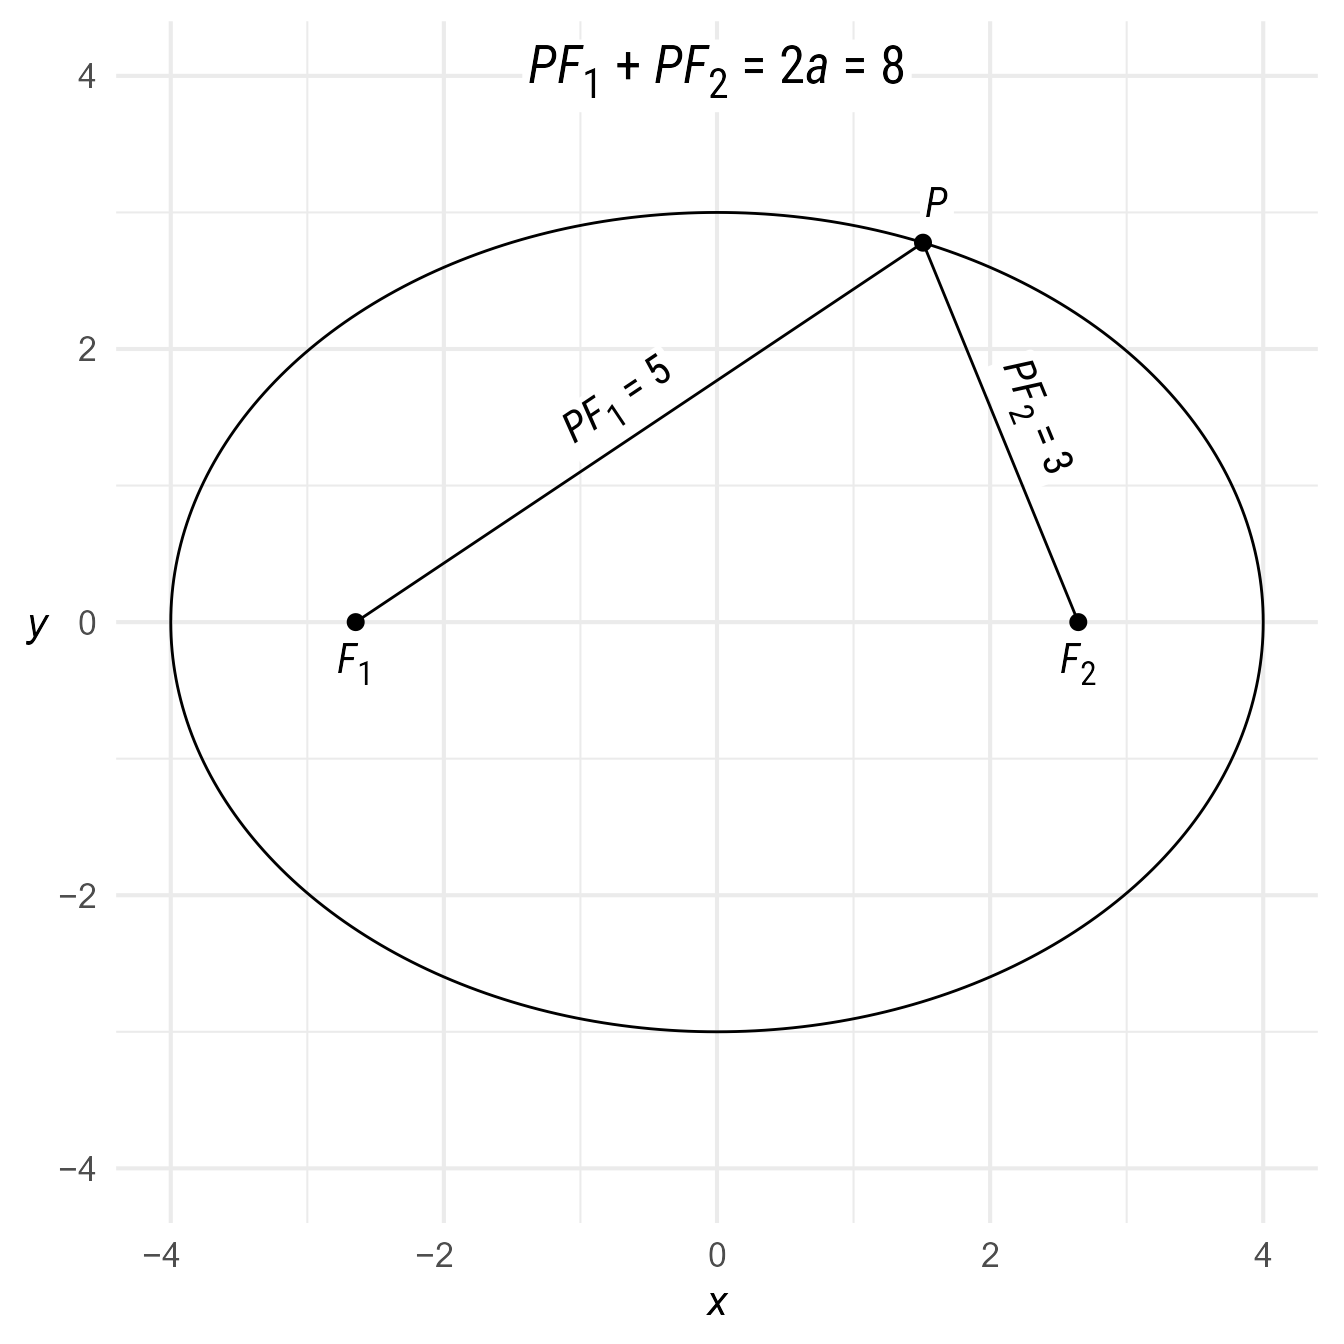 PF₁ + PF₂ = 2a = 8
P
PF₁ = 5
PF₂ = 3
F₁
F₂
y
4
2
0
−2
−4
−4
−2
0
2
4
x